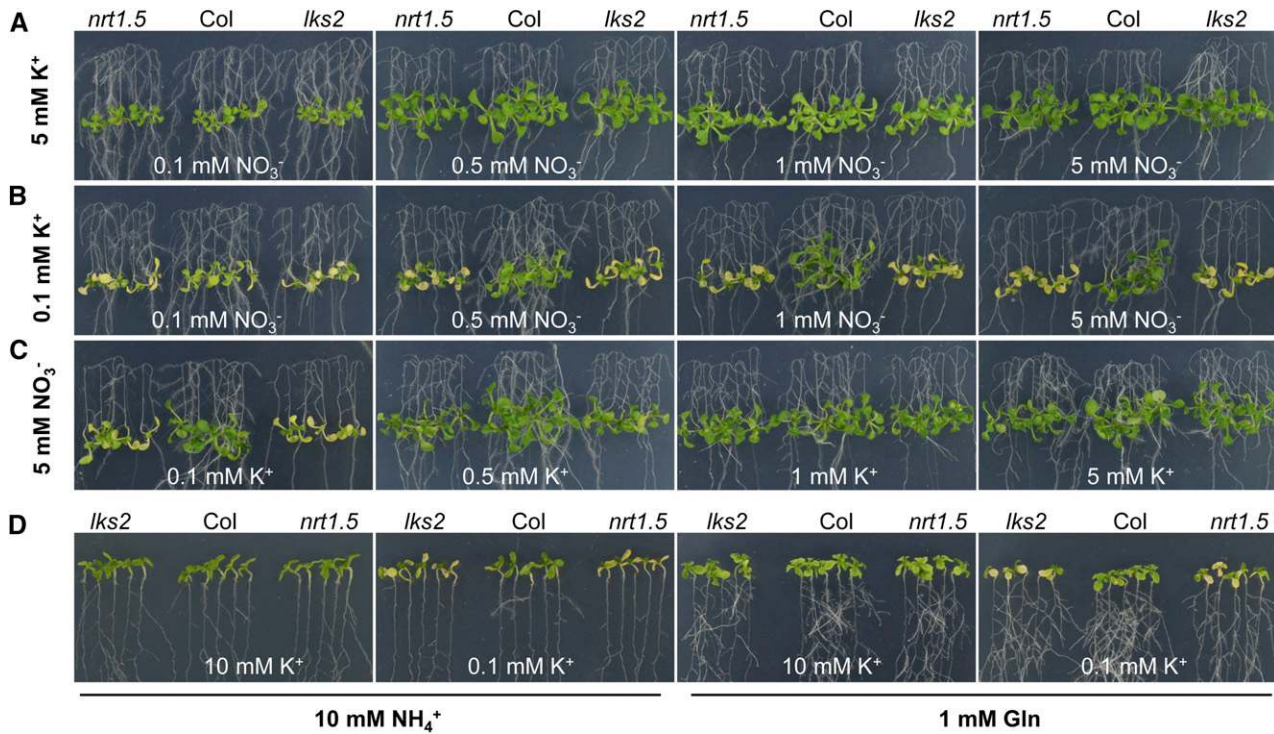 A nrt1.5 Col lks2 nrt1.5 Col lks2 nrt1.5 Col lks2 nrt1.5 Col lks2
5 mM K⁺
0.1 mM NO₃⁻ 0.5 mM NO₃⁻ 1 mM NO₃⁻ 5 mM NO₃⁻
B
0.1 mM K⁺
0.1 mM NO₃⁻ 0.5 mM NO₃⁻ 1 mM NO₃⁻ 5 mM NO₃⁻
C
5 mM NO₃⁻
0.1 mM K⁺ 0.5 mM K⁺ 1 mM K⁺ 5 mM K⁺
D lks2 Col nrt1.5 lks2 Col nrt1.5 lks2 Col nrt1.5 lks2 Col nrt1.5
10 mM K⁺ 0.1 mM K⁺ 10 mM K⁺ 0.1 mM K⁺
10 mM NH₄⁺ 1 mM Gln